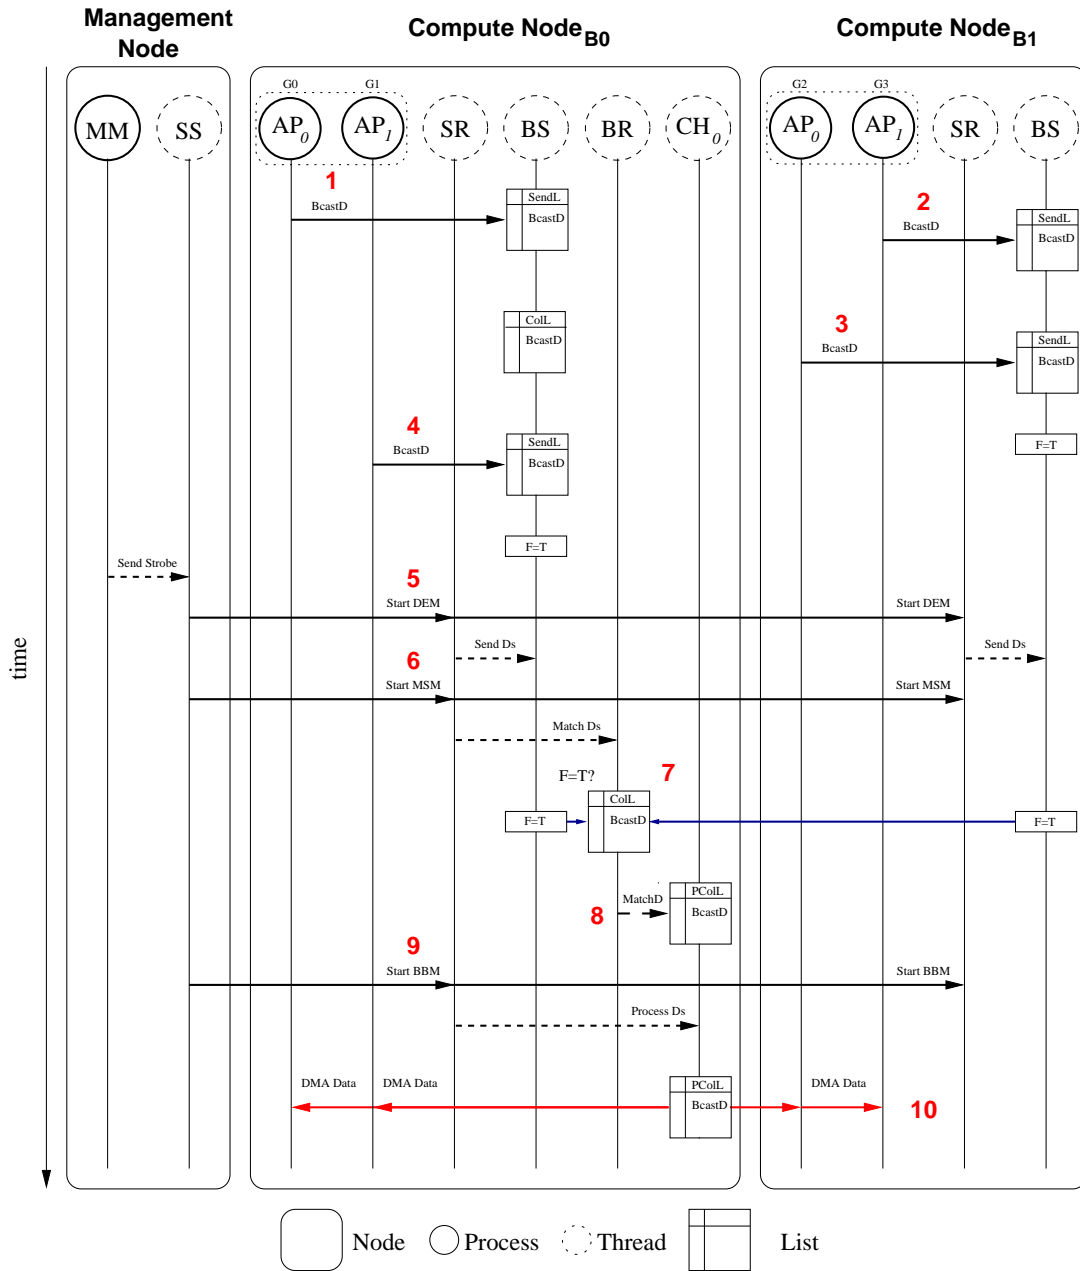 Management
Node
Compute Node B0
Compute Node B1
G0
G1
G2
G3
MM
SS
AP0
AP1
SR
BS
BR
CH0
AP0
AP1
SR
BS
1
BcastD
SendL
BcastD
2
BcastD
SendL
BcastD
ColL
BcastD
3
BcastD
SendL
BcastD
4
BcastD
SendL
BcastD
F=T
F=T
Send Strobe
5
Start DEM
Start DEM
Send Ds
Send Ds
6
Start MSM
Start MSM
Match Ds
F=T?
7
ColL
BcastD
F=T
F=T
8
MatchD
PColL
BcastD
9
Start BBM
Start BBM
Process Ds
DMA Data
DMA Data
PColL
BcastD
DMA Data
10
time
Node
Process
Thread
List